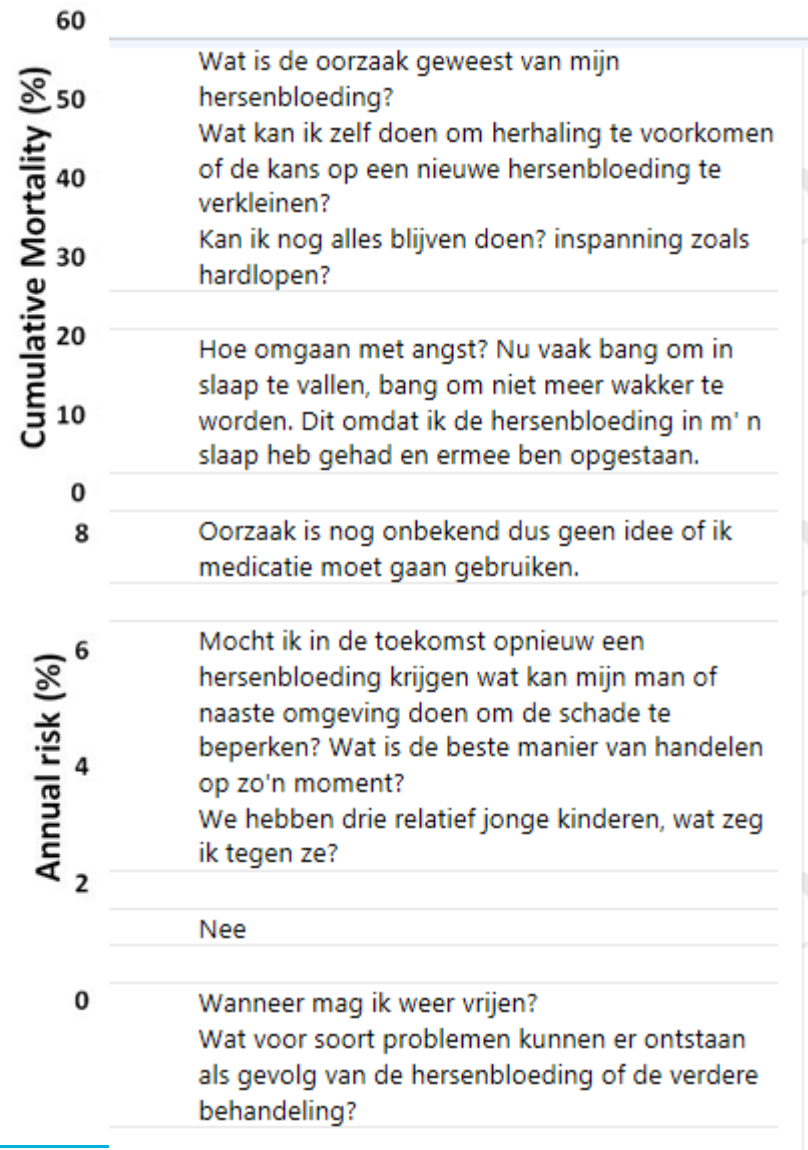 60
50
40
30
20
10
0
Cumulative Mortality (%)
8
6
4
2
0
Annual risk (%)
Wat is de oorzaak geweest van mijn
hersenbloeding?
Wat kan ik zelf doen om herhaling te voorkomen
of de kans op een nieuwe hersenbloeding te
verkleinen?
Kan ik nog alles blijven doen? inspanning zoals
hardlopen?
Hoe omgaan met angst? Nu vaak bang om in
slaap te vallen, bang om niet meer wakker te
worden. Dit omdat ik de hersenbloeding in m' n
slaap heb gehad en ermee ben opgestaan.
Oorzaak is nog onbekend dus geen idee of ik
medicatie moet gaan gebruiken.
Mocht ik in de toekomst opnieuw een
hersenbloeding krijgen wat kan mijn man of
naaste omgeving doen om de schade te
beperken? Wat is de beste manier van handelen
op zo'n moment?
We hebben drie relatief jonge kinderen, wat zeg
ik tegen ze?
Nee
Wanneer mag ik weer vrijen?
Wat voor soort problemen kunnen er ontstaan
als gevolg van de hersenbloeding of de verdere
behandeling?